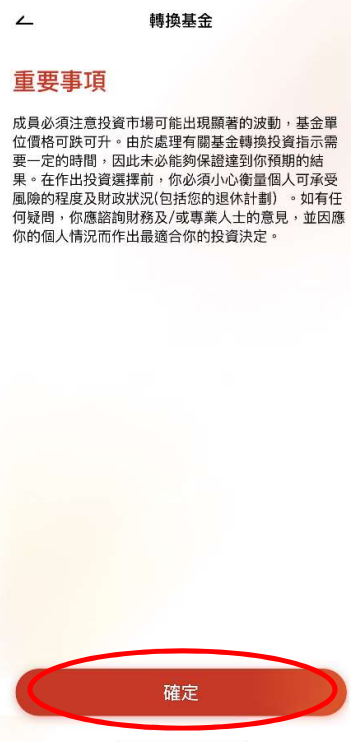 轉換基金
重要事項
成員必須注意投資市場可能出現顯著的波動，基金單
位價格可跌可升。由於處理有關基金轉換投資指示需
要一定的時間，因此未必能夠保證達到你預期的結
果。在作出投資選擇前，你必須小心衡量個人可承受
風險的程度及財政狀況(包括您的退休計劃）。如有任
何疑問，你應諮詢財務及/或專業人士的意見，並因應
你的個人情況而作出最適合你的投資決定。
確定